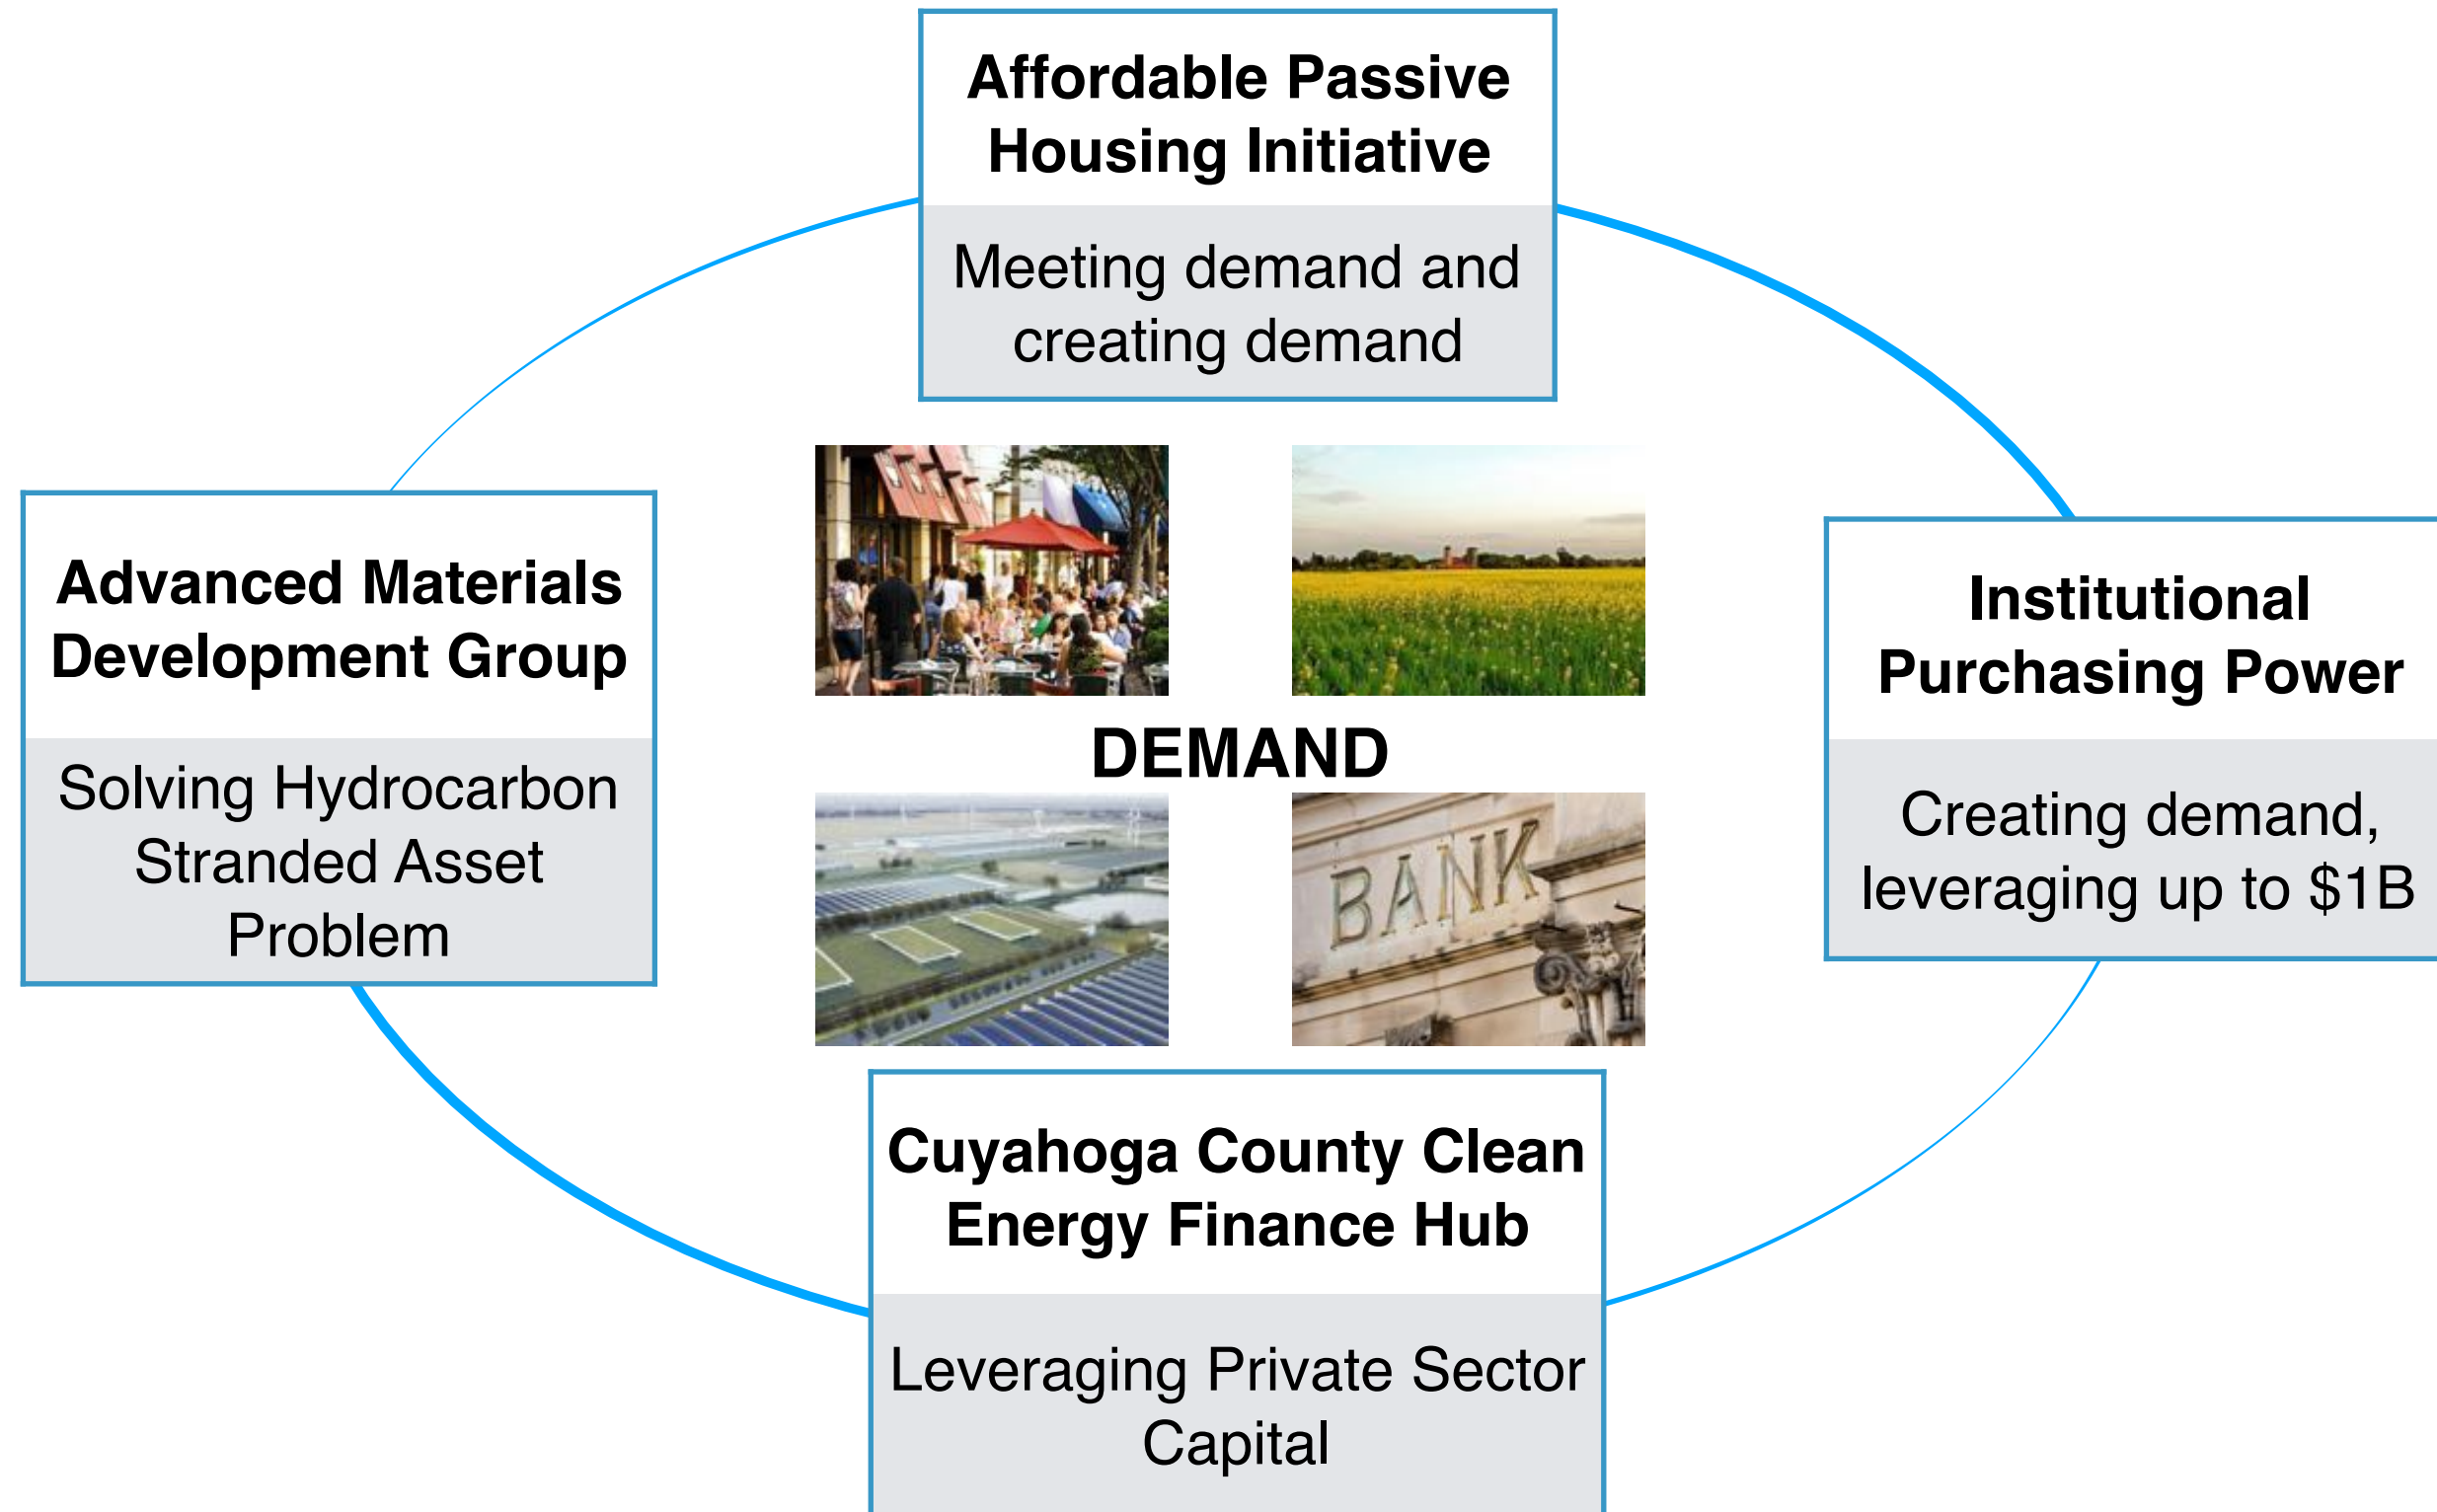 Affordable Passive
Housing Initiative
Meeting demand and
creating demand
Advanced Materials
Development Group
Solving Hydrocarbon
Stranded Asset
Problem
Institutional
Purchasing Power
Creating demand,
leveraging up to $1B
DEMAND
BANK
Cuyahoga County Clean
Energy Finance Hub
Leveraging Private Sector
Capital